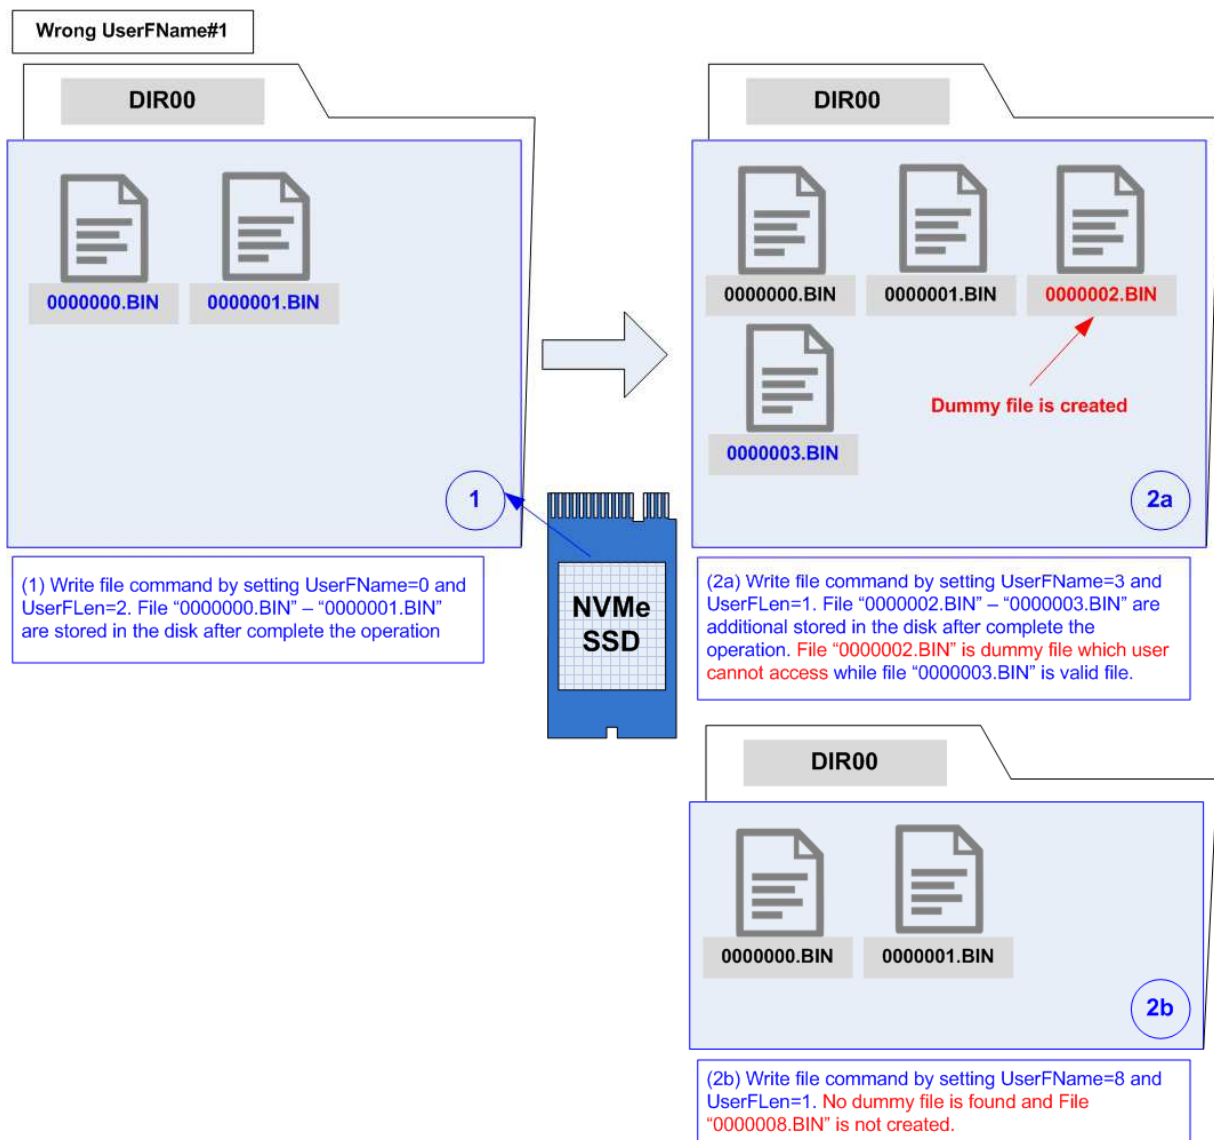 Wrong UserFName#1
DIR00
0000000.BIN
0000001.BIN
1
(1) Write file command by setting UserFName=0 and
UserFLen=2. File “0000000.BIN” – “0000001.BIN”
are stored in the disk after complete the operation
NVMe
SSD
DIR00
0000000.BIN
0000001.BIN
0000002.BIN
Dummy file is created
0000003.BIN
2a
(2a) Write file command by setting UserFName=3 and
UserFLen=1. File “0000002.BIN” – “0000003.BIN” are
additional stored in the disk after complete the
operation. File “0000002.BIN” is dummy file which user
cannot access while file “0000003.BIN” is valid file.
DIR00
0000000.BIN
0000001.BIN
2b
(2b) Write file command by setting UserFName=8 and
UserFLen=1. No dummy file is found and File
“0000008.BIN” is not created.